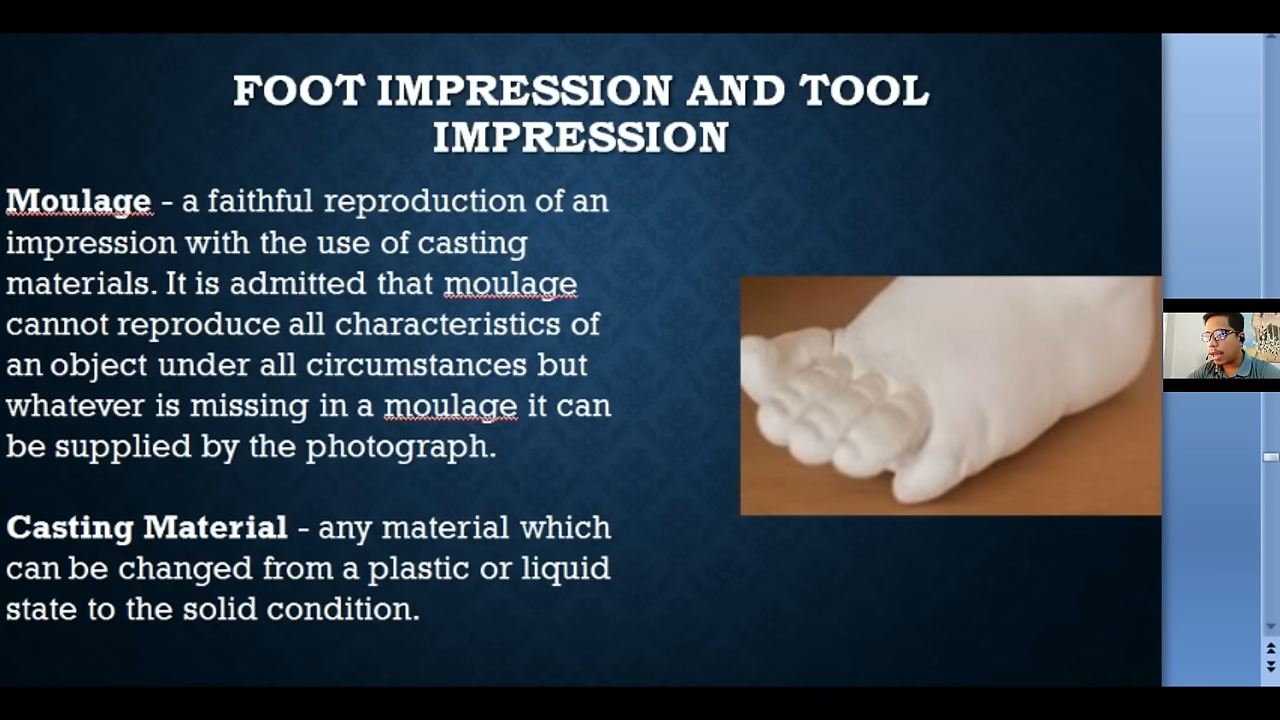 FOOT IMPRESSION AND TOOL
IMPRESSION
Moulage - a faithful reproduction of an
impression with the use of casting
materials. It is admitted that moulage
cannot reproduce all characteristics of
an object under all circumstances but
whatever is missing in a moulage it can
be supplied by the photograph.
Casting Material - any material which
can be changed from a plastic or liquid
state to the solid condition.